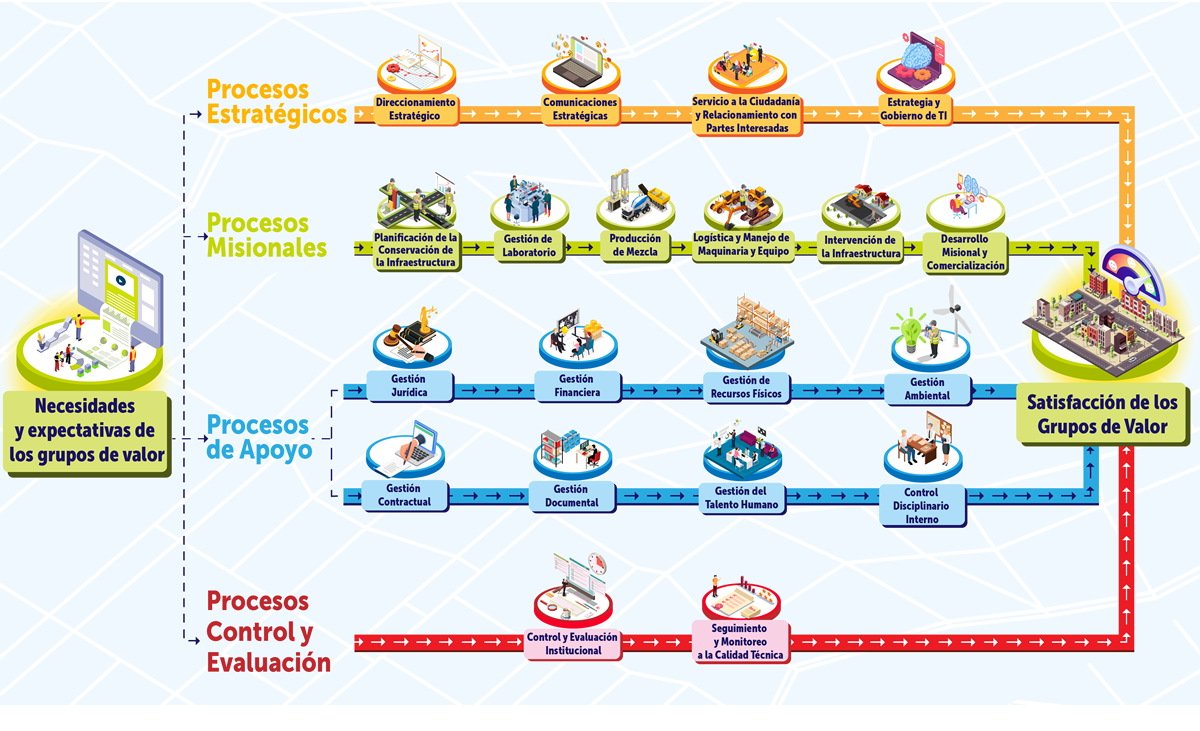 Procesos
Estratégicos
Direccionamiento
Estratégico
Comunicaciones
Estratégicas
Servicio a la Ciudadanía
y Relacionamiento con
Partes Interesadas
Estrategia y
Gobierno de TI
Procesos
Misionales
Planificación de la
Conservación de
la Infraestructura
Gestión de
Laboratorio
Producción
de Mezcla
Logística y Manejo de
Maquinaria y Equipo
Intervención de
la Infraestructura
Desarrollo
Misional y
Comercialización
Necesidades
y expectativas de
los grupos de valor
Procesos
de Apoyo
Gestión
Jurídica
Gestión
Financiera
Gestión de
Recursos Físicos
Gestión
Ambiental
Gestión
Contractual
Gestión
Documental
Gestión del
Talento Humano
Control
Disciplinario
Interno
Satisfacción de los
Grupos de Valor
Procesos
Control y
Evaluación
Control y Evaluación
Institucional
Seguimiento
y Monitoreo
a la Calidad Técnica